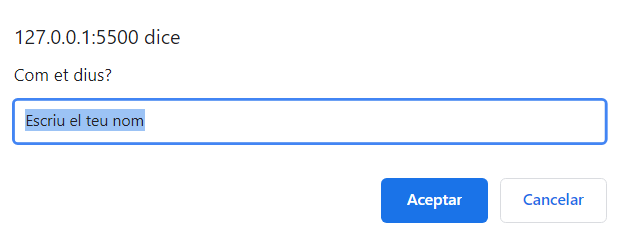 127.0.0.1:5500 dice
Com et dius?
Escriu el teu nom
Aceptar
Cancelar